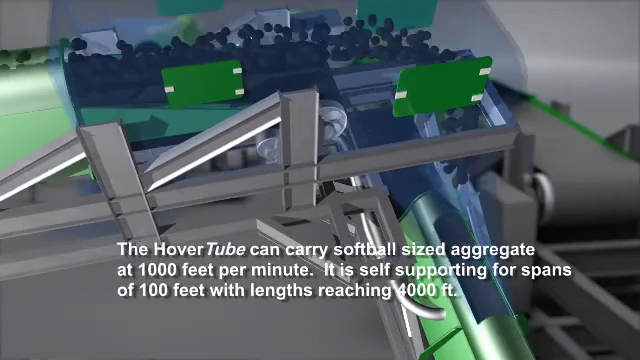 The HoverTube can carry softball sized aggregate
at 1000 feet per minute.  It is self supporting for spans
of 100 feet with lengths reaching 4000 ft.